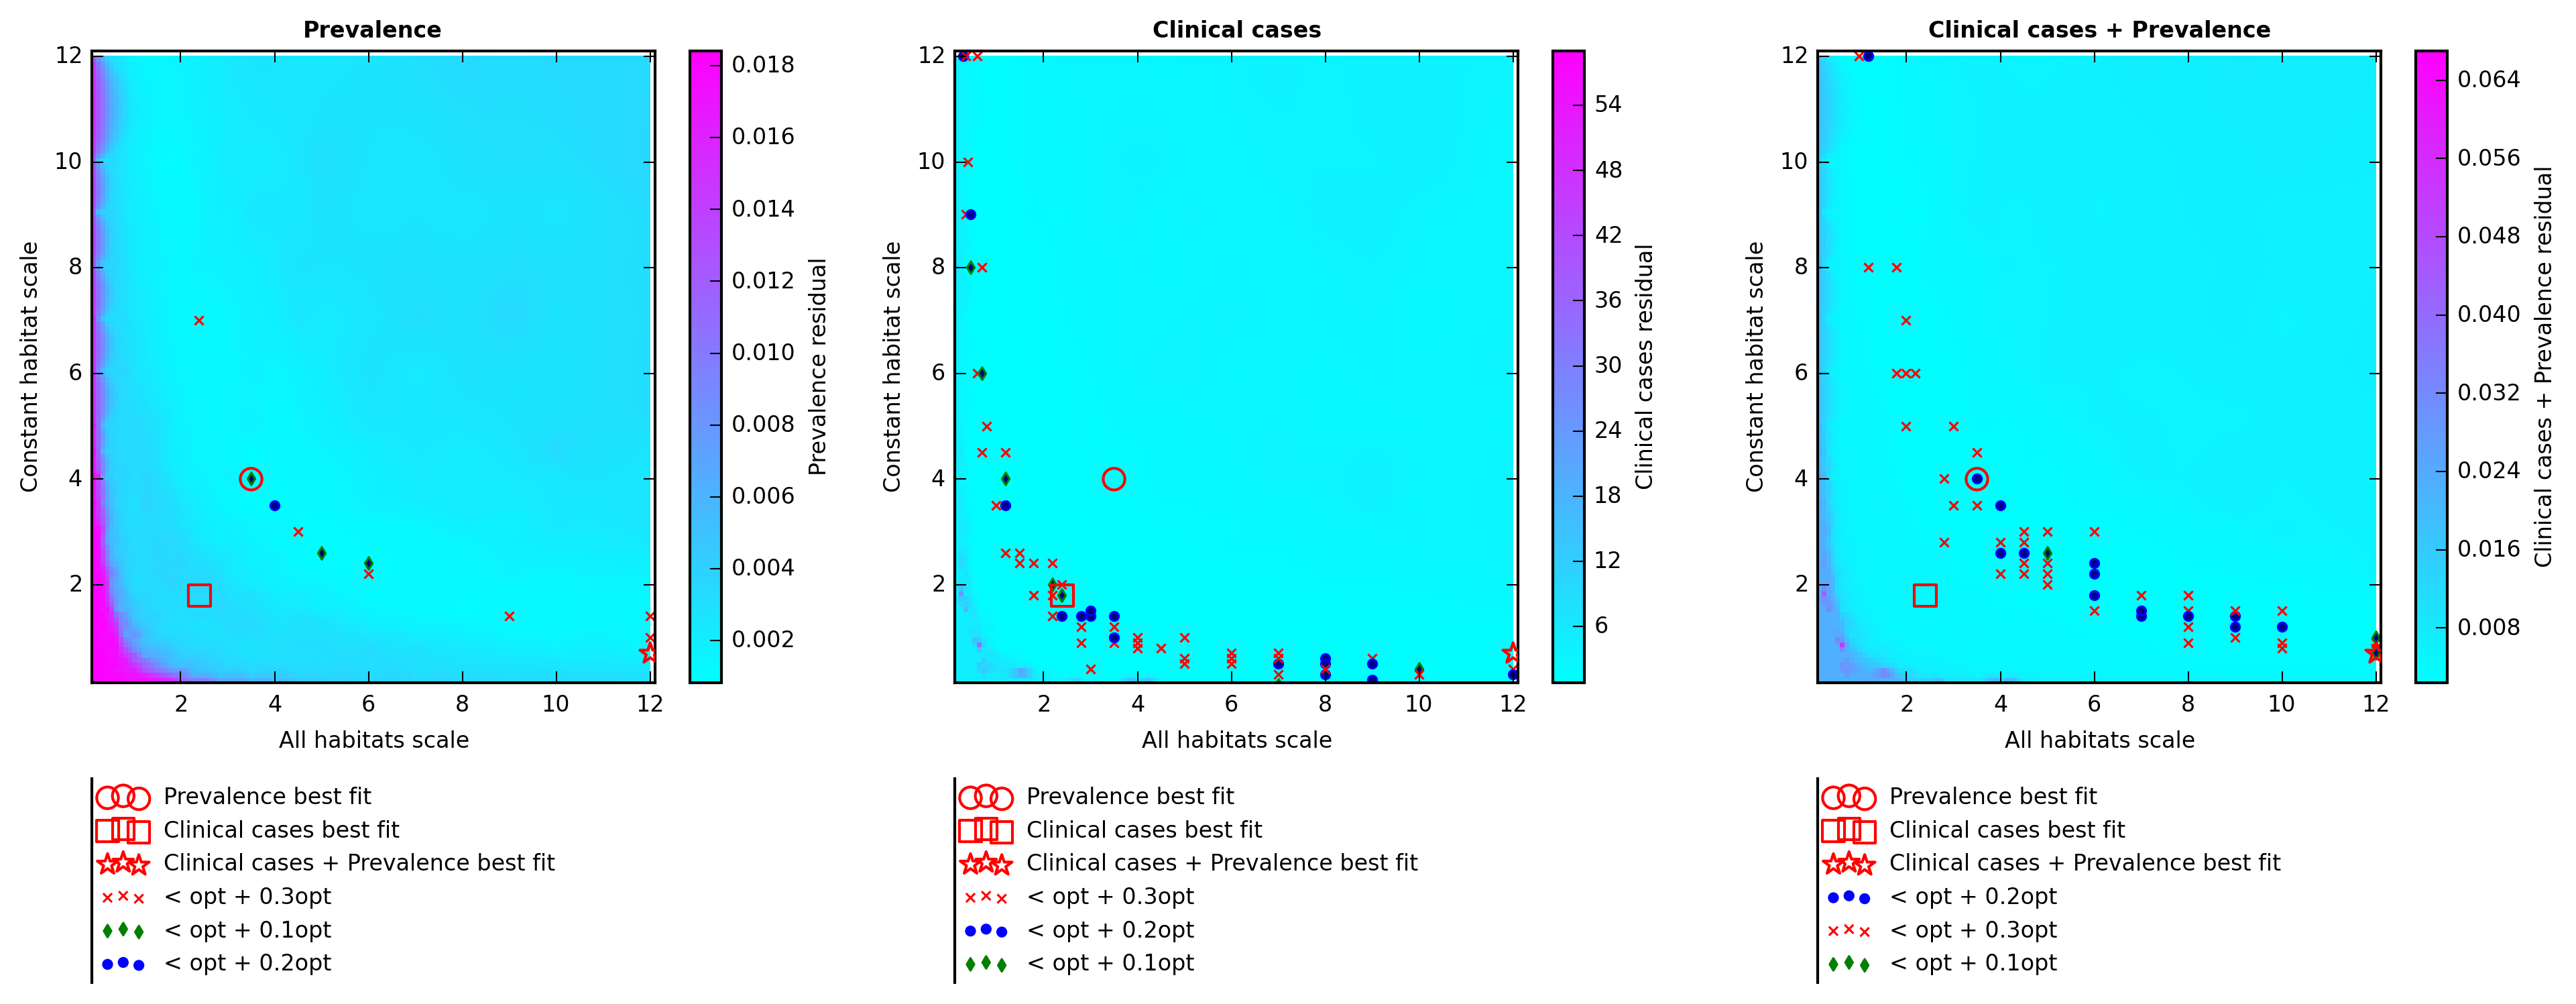 Prevalence
12
10
8
6
4
2
2 4 6 8 10 12
Constant habitat scale
All habitats scale
0.018
0.016
0.014
0.012
0.010
0.008
0.006
0.004
0.002
Prevalence residual
Prevalence best fit
Clinical cases best fit
Clinical cases + Prevalence best fit
< opt + 0.3opt
< opt + 0.1opt
< opt + 0.2opt
Clinical cases
12
10
8
6
4
2
2 4 6 8 10 12
Constant habitat scale
All habitats scale
54
48
42
36
30
24
18
12
6
Clinical cases residual
Prevalence best fit
Clinical cases best fit
Clinical cases + Prevalence best fit
< opt + 0.3opt
< opt + 0.2opt
< opt + 0.1opt
Clinical cases + Prevalence
12
10
8
6
4
2
2 4 6 8 10 12
Constant habitat scale
All habitats scale
0.064
0.056
0.048
0.040
0.032
0.024
0.016
0.008
Clinical cases + Prevalence residual
Prevalence best fit
Clinical cases best fit
Clinical cases + Prevalence best fit
< opt + 0.2opt
< opt + 0.3opt
< opt + 0.1opt